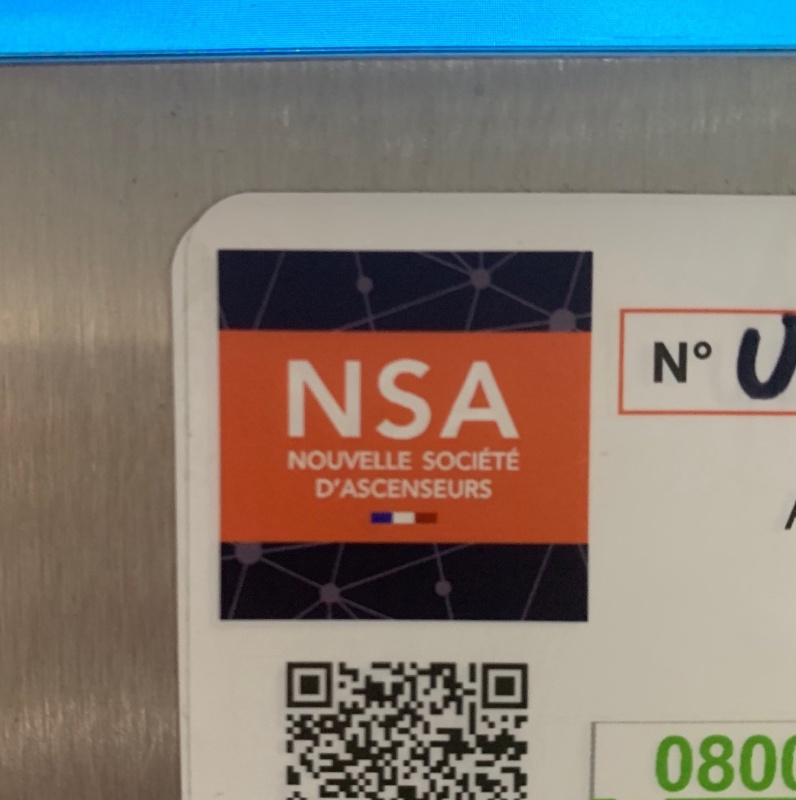 NSA
NOUVELLE SOCIÉTÉ
D'ASCENSEURS
N°
0800